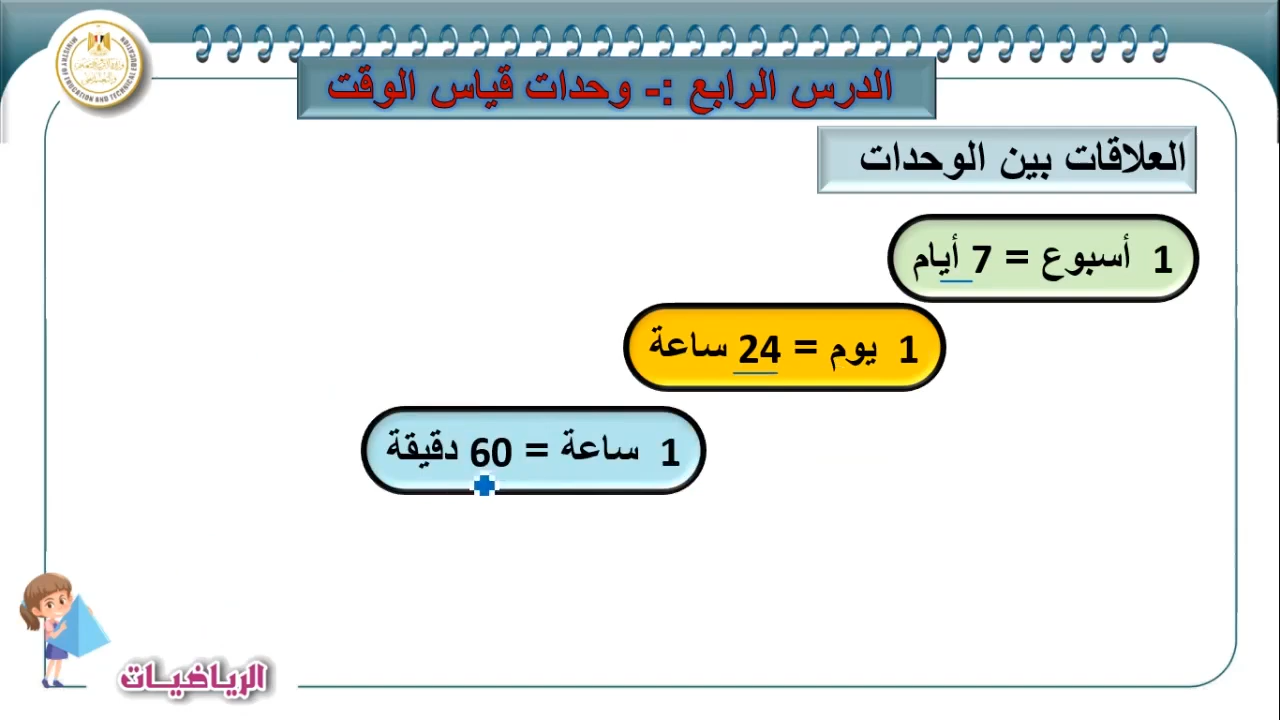 الدرس الرابع :- وحدات قياس الوقت
العلاقات بين الوحدات
1 أسبوع = 7 أيام
1 يوم = 24 ساعة
1 ساعة = 60 دقيقة
الرياضيات